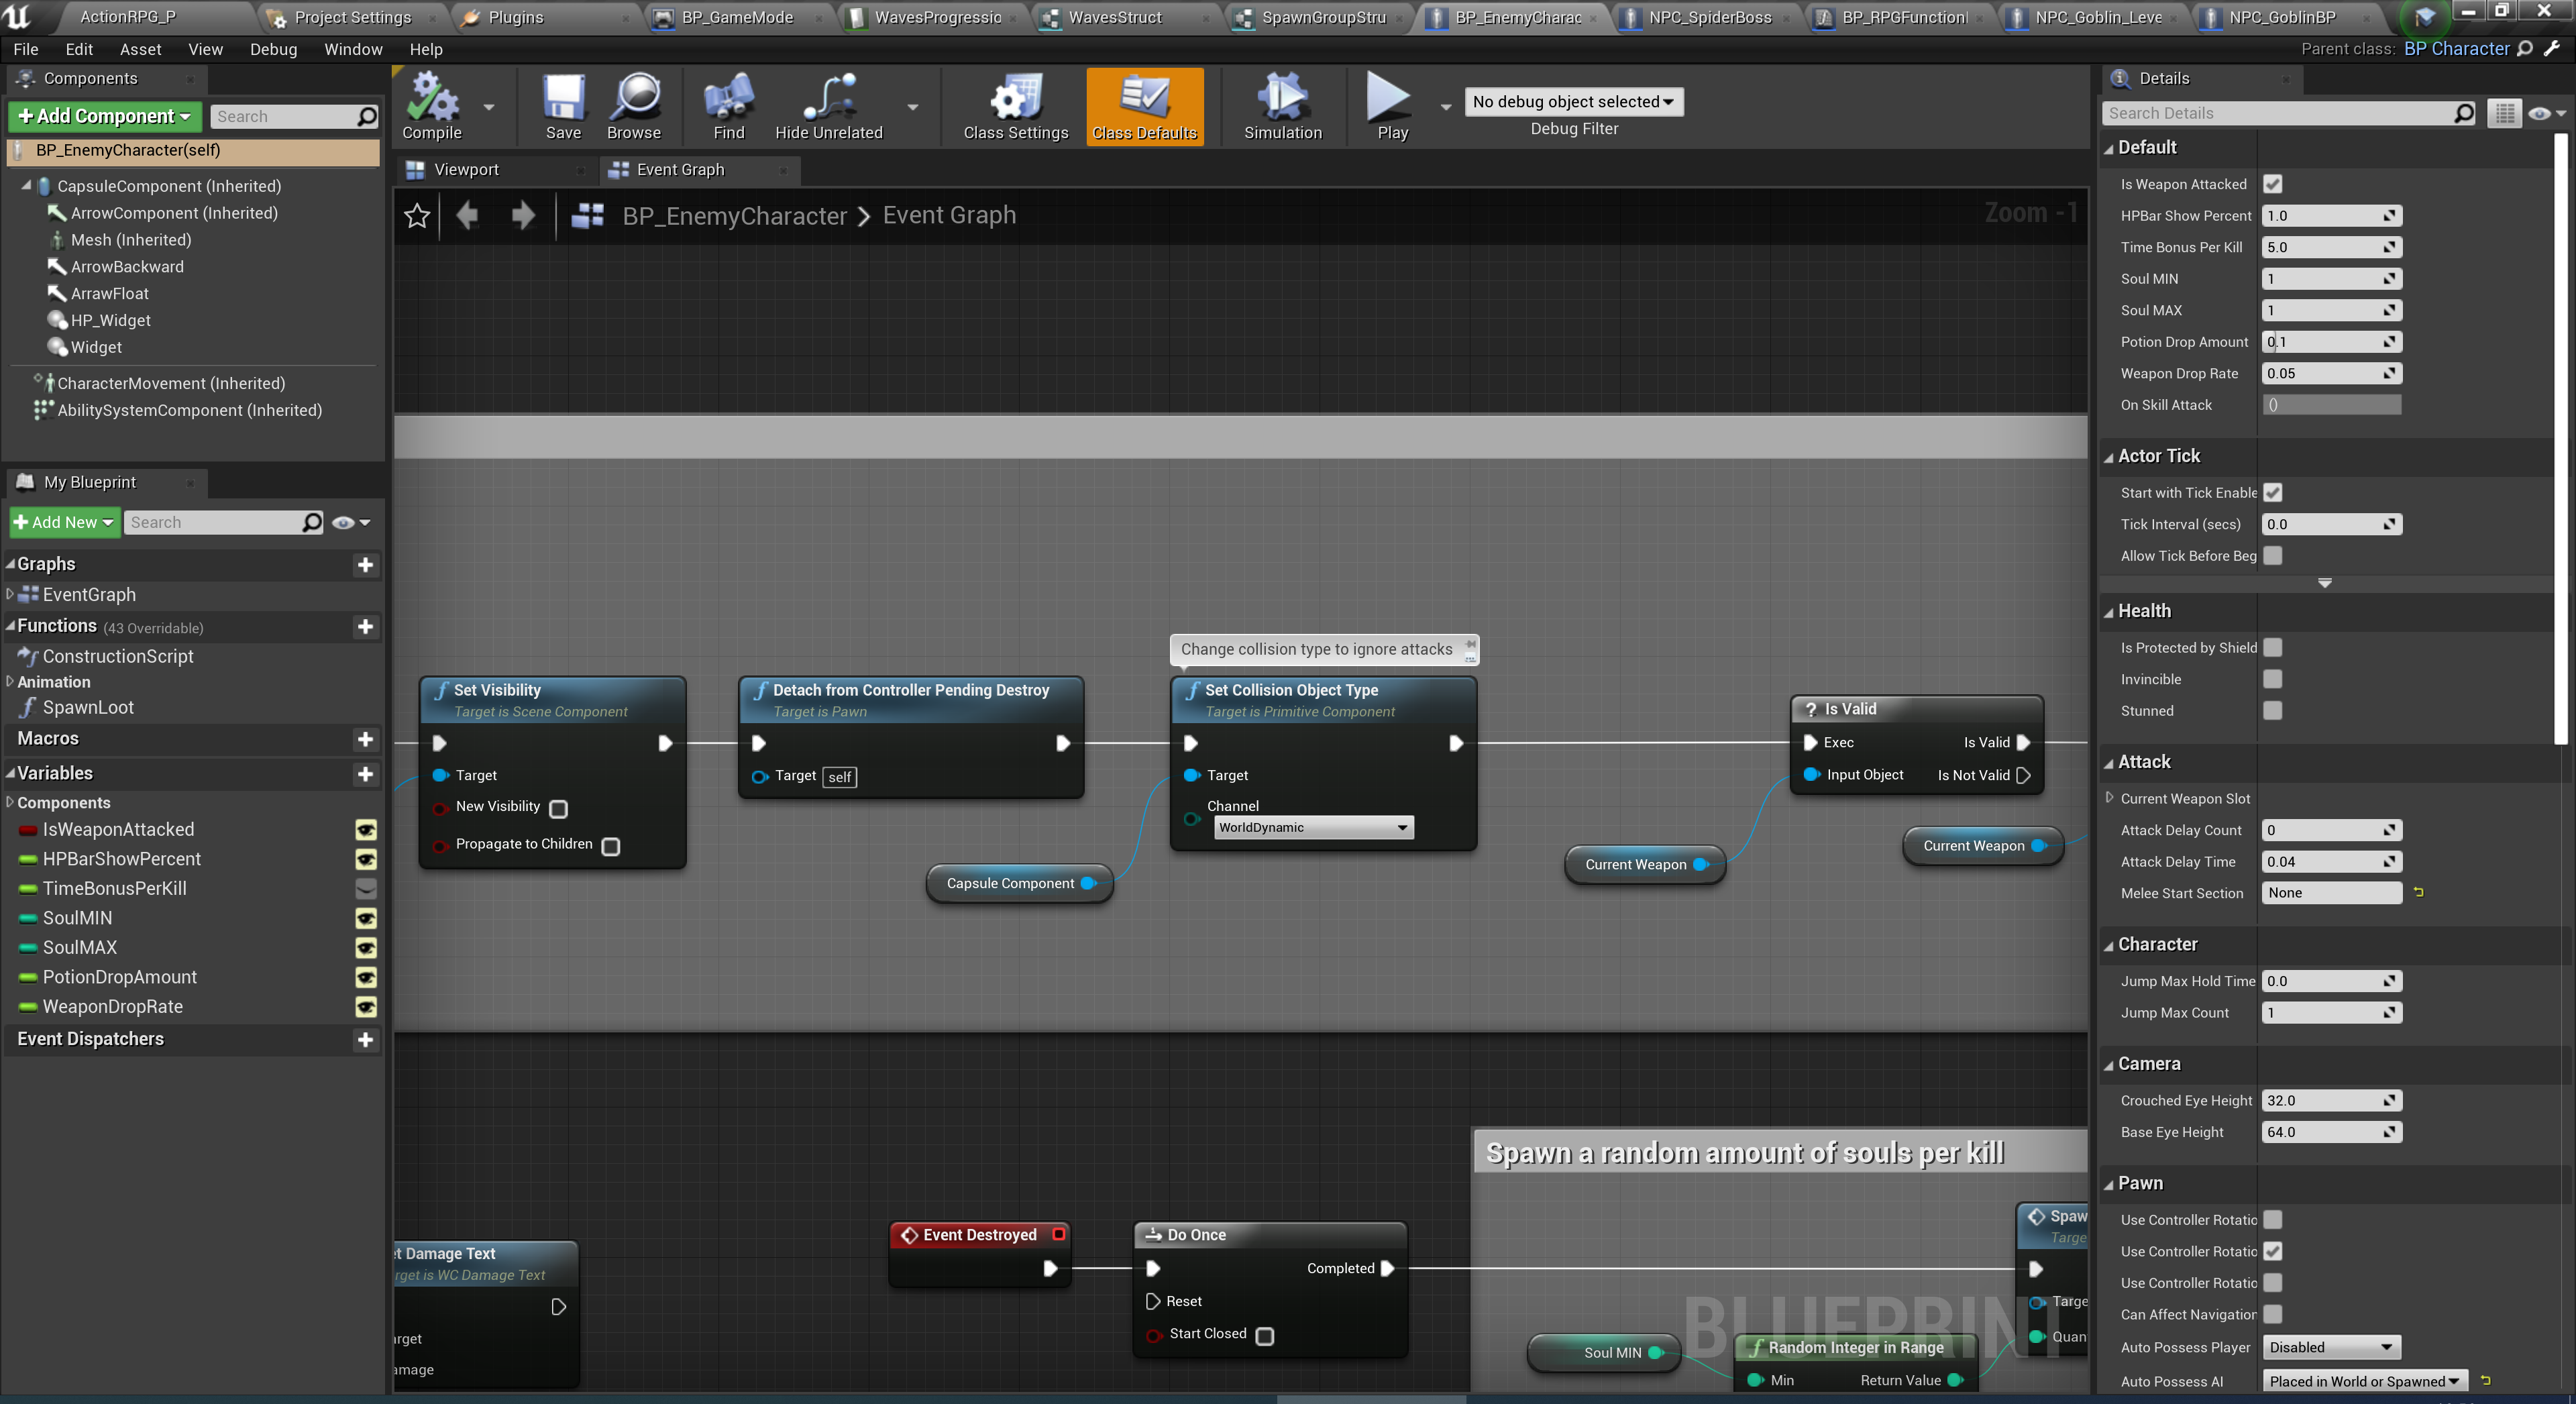 ActionRPG_P
Project Settings
Plugins
BP_GameMode
WavesProgressio
WavesStruct
SpawnGroupStru
BP_EnemyCharac
NPC_SpiderBoss
BP_RPGFunctionl
NPC_Goblin_Leve
NPC_GoblinBP
File Edit Asset View Debug Window Help
Parent class: BP Character
Components
+Add Component
Search
BP_EnemyCharacter(self)
CapsuleComponent (Inherited)
ArrowComponent (Inherited)
Mesh (Inherited)
ArrowBackward
ArrawFloat
HP_Widget
Widget
CharacterMovement (Inherited)
AbilitySystemComponent (Inherited)
My Blueprint
+Add New
Search
Graphs
EventGraph
Functions (43 Overridable)
ConstructionScript
Animation
SpawnLoot
Macros
Variables
Components
IsWeaponAttacked
HPBarShowPercent
TimeBonusPerKill
SoulMIN
SoulMAX
PotionDropAmount
WeaponDropRate
Event Dispatchers
Compile
Save
Browse
Find
Hide Unrelated
Class Settings
Class Defaults
Simulation
Play
No debug object selected
Debug Filter
Viewport
Event Graph
BP_EnemyCharacter > Event Graph
Zoom -1
Change collision type to ignore attacks
Set Visibility
Target is Scene Component
Target
New Visibility
Propagate to Children
Detach from Controller Pending Destroy
Target is Pawn
Target self
Set Collision Object Type
Target is Primitive Component
Target
Channel
WorldDynamic
Capsule Component
? Is Valid
Exec Is Valid
Input Object Is Not Valid
Current Weapon
Current Weapon
Spawn a random amount of souls per kill
et Damage Text
rget is WC Damage Text
arget
amage
Event Destroyed
Do Once
Completed
Reset
Start Closed
Spaw
Targe
Targe
Quan
BLUEPRINT
Soul MIN
Random Integer in Range
Min Return Value
Details
Search Details
Default
Is Weapon Attacked
HPBar Show Percent 1.0
Time Bonus Per Kill 5.0
Soul MIN 1
Soul MAX 1
Potion Drop Amount 0.1
Weapon Drop Rate 0.05
On Skill Attack ()
Actor Tick
Start with Tick Enable
Tick Interval (secs) 0.0
Allow Tick Before Beg
Health
Is Protected by Shield
Invincible
Stunned
Attack
Current Weapon Slot
Attack Delay Count 0
Attack Delay Time 0.04
Melee Start Section None
Character
Jump Max Hold Time 0.0
Jump Max Count 1
Camera
Crouched Eye Height 32.0
Base Eye Height 64.0
Pawn
Use Controller Rotatio
Use Controller Rotatio
Use Controller Rotatio
Can Affect Navigation
Auto Possess Player Disabled
Auto Possess AI Placed in World or Spawned